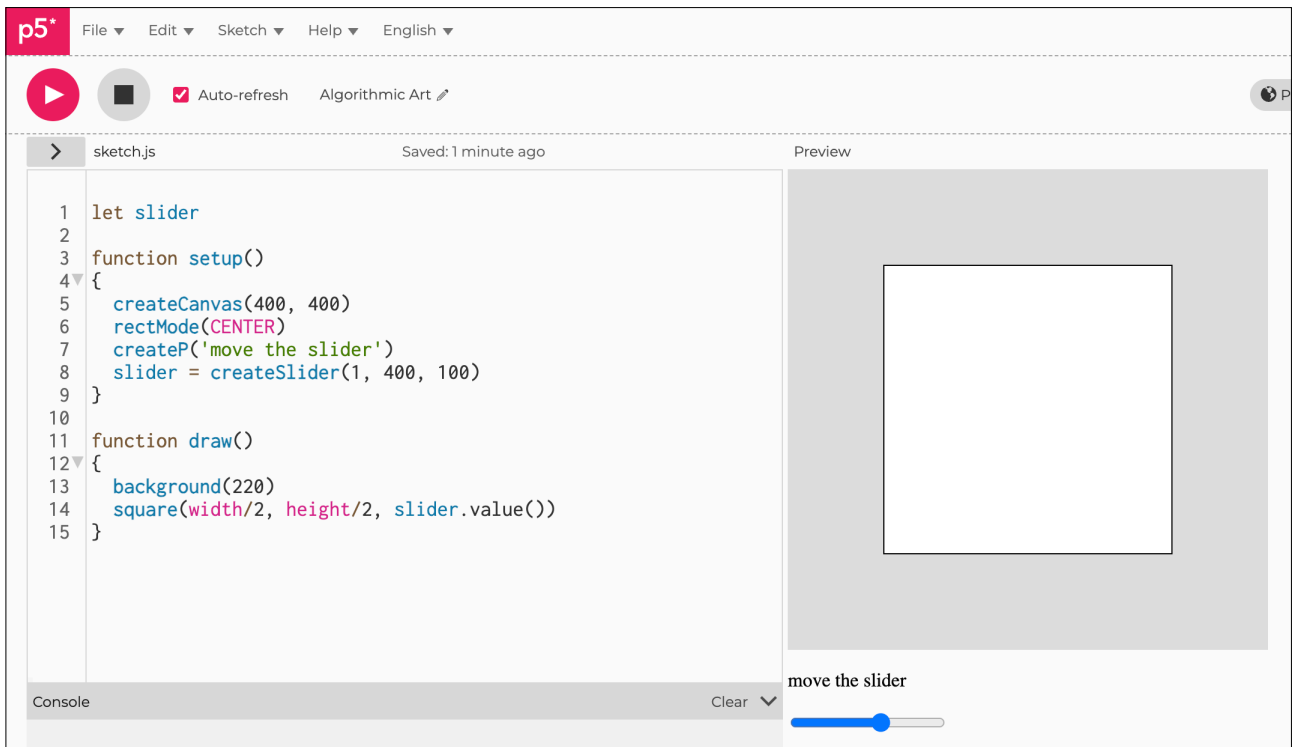 p5* File Edit Sketch Help English
Auto-refresh Algorithmic Art P
> sketch.js Saved: 1 minute ago Preview
1 let slider
2
3 function setup()
4 {
5   createCanvas(400, 400)
6   rectMode(CENTER)
7   createP('move the slider')
8   slider = createSlider(1, 400, 100)
9 }
10
11 function draw()
12 {
13   background(220)
14   square(width/2, height/2, slider.value())
15 }
move the slider
Console Clear